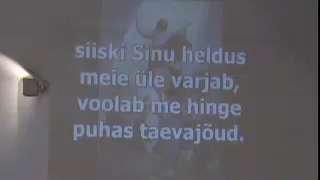 siiski Sinu heldus
meie üle varjab,
voolab me hinge
puhas taevajõud.